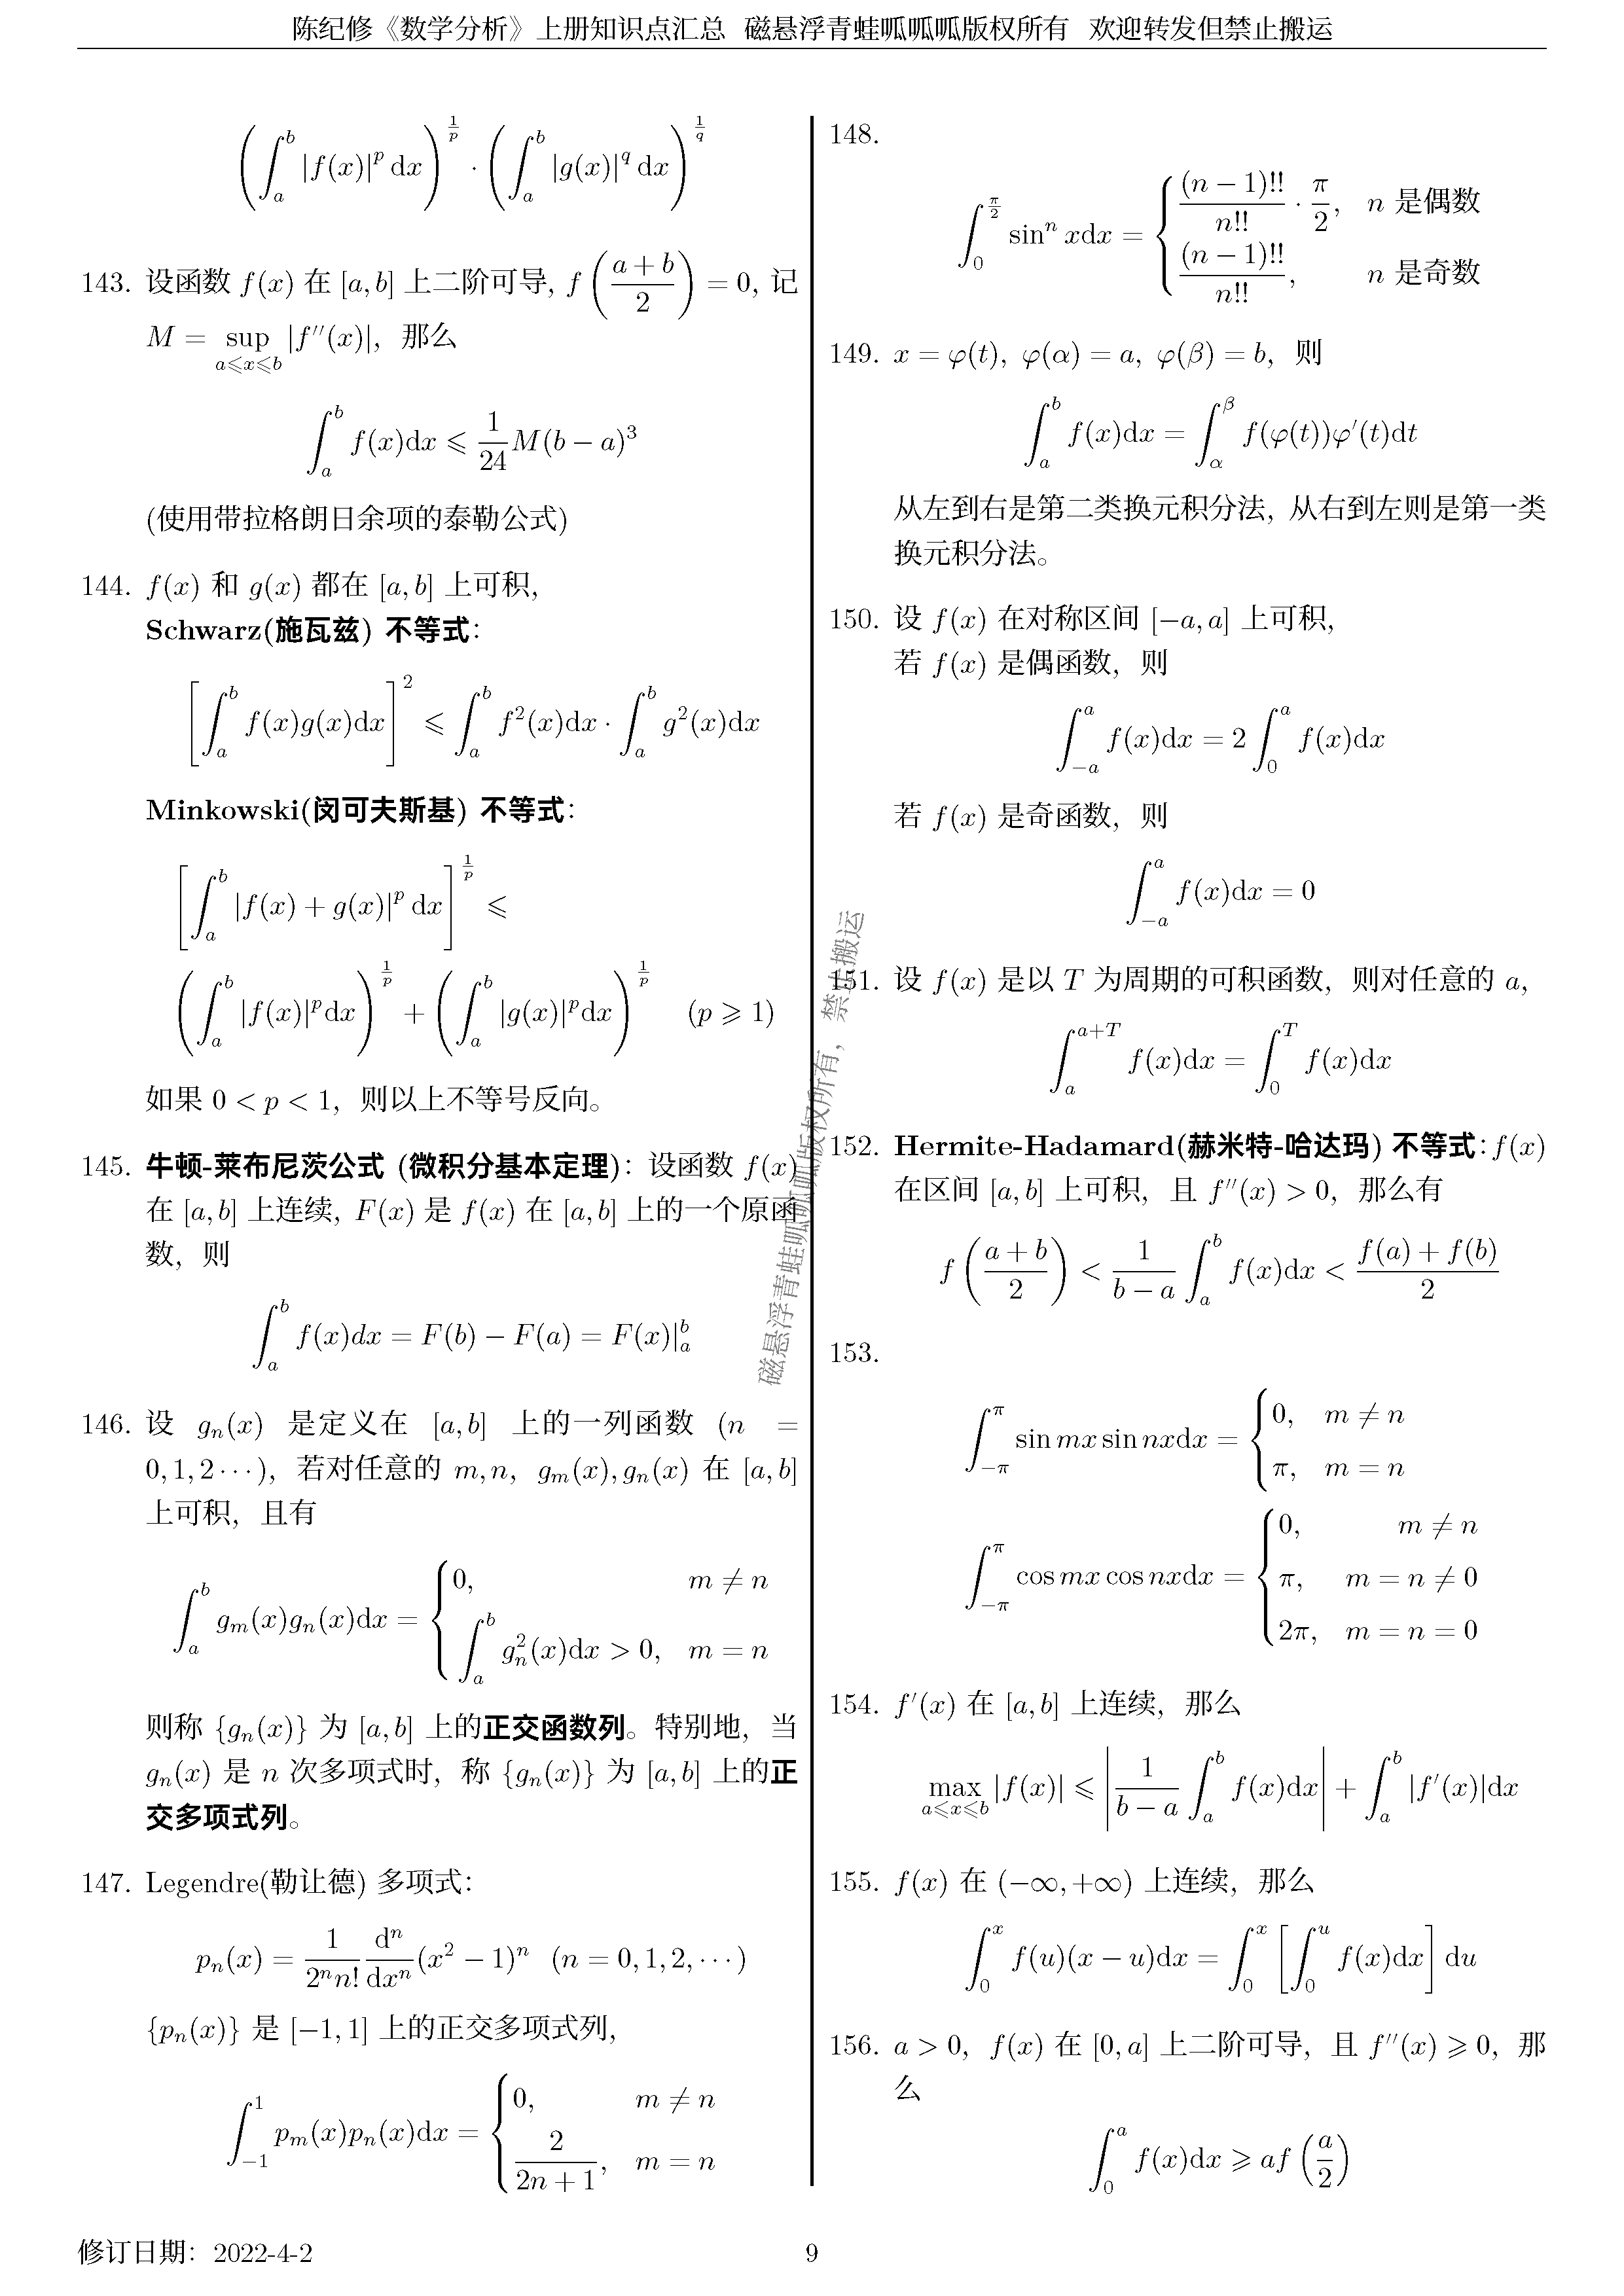 陈纪修《数学分析》上册知识点汇总 磁悬浮青蛙呱呱呱版权所有 欢迎转发但禁止搬运
$\left(\int_a^b |f(x)|^p \,\mathrm{d}x\right)^{\frac{1}{p}} \cdot \left(\int_a^b |g(x)|^q \,\mathrm{d}x\right)^{\frac{1}{q}}$
143. 设函数 $f(x)$ 在 $[a,b]$ 上二阶可导, $f\left(\frac{a+b}{2}\right) = 0$, 记
$M = \sup_{a \leqslant x \leqslant b} |f''(x)|$，那么
$\int_a^b f(x)\mathrm{d}x \leqslant \frac{1}{24} M(b-a)^3$
(使用带拉格朗日余项的泰勒公式)
144. $f(x)$ 和 $g(x)$ 都在 $[a,b]$ 上可积,
Schwarz(施瓦兹) 不等式:
$\left[\int_a^b f(x)g(x)\mathrm{d}x\right]^2 \leqslant \int_a^b f^2(x)\mathrm{d}x \cdot \int_a^b g^2(x)\mathrm{d}x$
Minkowski(闵可夫斯基) 不等式:
$\left[\int_a^b |f(x)+g(x)|^p \,\mathrm{d}x\right]^{\frac{1}{p}} \leqslant$
$\left(\int_a^b |f(x)|^p \mathrm{d}x\right)^{\frac{1}{p}} + \left(\int_a^b |g(x)|^p \mathrm{d}x\right)^{\frac{1}{p}} \quad (p \geqslant 1)$
如果 $0 < p < 1$，则以上不等号反向。
145. 牛顿-莱布尼茨公式 (微积分基本定理)：设函数 $f(x)$
在 $[a,b]$ 上连续, $F(x)$ 是 $f(x)$ 在 $[a,b]$ 上的一个原函
数，则
$\int_a^b f(x)dx = F(b) - F(a) = F(x)|_a^b$
146. 设 $g_n(x)$ 是定义在 $[a,b]$ 上的一列函数 $(n =$
$0,1,2\cdots)$，若对任意的 $m,n$，$g_m(x), g_n(x)$ 在 $[a,b]$
上可积，且有
$\int_a^b g_m(x)g_n(x)\mathrm{d}x = \begin{cases} 0, & m \neq n \\ \int_a^b g_n^2(x)\mathrm{d}x > 0, & m = n \end{cases}$
则称 $\{g_n(x)\}$ 为 $[a,b]$ 上的正交函数列。特别地，当
$g_n(x)$ 是 $n$ 次多项式时，称 $\{g_n(x)\}$ 为 $[a,b]$ 上的正
交多项式列。
147. Legendre(勒让德) 多项式:
$p_n(x) = \frac{1}{2^n n!} \frac{\mathrm{d}^n}{\mathrm{d}x^n} (x^2-1)^n \quad (n = 0,1,2,\cdots)$
$\{p_n(x)\}$ 是 $[-1,1]$ 上的正交多项式列,
$\int_{-1}^1 p_m(x)p_n(x)\mathrm{d}x = \begin{cases} 0, & m \neq n \\ \frac{2}{2n+1}, & m = n \end{cases}$
148.
$\int_0^{\frac{\pi}{2}} \sin^n x \mathrm{d}x = \begin{cases} \frac{(n-1)!!}{n!!} \cdot \frac{\pi}{2}, & n \text{ 是偶数} \\ \frac{(n-1)!!}{n!!}, & n \text{ 是奇数} \end{cases}$
149. $x = \varphi(t),\ \varphi(\alpha) = a,\ \varphi(\beta) = b$，则
$\int_a^b f(x)\mathrm{d}x = \int_\alpha^\beta f(\varphi(t))\varphi'(t)\mathrm{d}t$
从左到右是第二类换元积分法, 从右到左则是第一类
换元积分法。
150. 设 $f(x)$ 在对称区间 $[-a,a]$ 上可积,
若 $f(x)$ 是偶函数，则
$\int_{-a}^a f(x)\mathrm{d}x = 2\int_0^a f(x)\mathrm{d}x$
若 $f(x)$ 是奇函数，则
$\int_{-a}^a f(x)\mathrm{d}x = 0$
151. 设 $f(x)$ 是以 $T$ 为周期的可积函数，则对任意的 $a$,
$\int_a^{a+T} f(x)\mathrm{d}x = \int_0^T f(x)\mathrm{d}x$
152. Hermite-Hadamard(赫米特-哈达玛) 不等式: $f(x)$
在区间 $[a,b]$ 上可积，且 $f''(x) > 0$，那么有
$f\left(\frac{a+b}{2}\right) < \frac{1}{b-a} \int_a^b f(x)\mathrm{d}x < \frac{f(a)+f(b)}{2}$
153.
$\int_{-\pi}^{\pi} \sin mx \sin nx \mathrm{d}x = \begin{cases} 0, & m \neq n \\ \pi, & m = n \end{cases}$
$\int_{-\pi}^{\pi} \cos mx \cos nx \mathrm{d}x = \begin{cases} 0, & m \neq n \\ \pi, & m = n \neq 0 \\ 2\pi, & m = n = 0 \end{cases}$
154. $f'(x)$ 在 $[a,b]$ 上连续，那么
$\max_{a \leqslant x \leqslant b} |f(x)| \leqslant \left|\frac{1}{b-a} \int_a^b f(x)\mathrm{d}x\right| + \int_a^b |f'(x)|\mathrm{d}x$
155. $f(x)$ 在 $(-\infty,+\infty)$ 上连续，那么
$\int_0^x f(u)(x-u)\mathrm{d}x = \int_0^x \left[\int_0^u f(x)\mathrm{d}x\right] \mathrm{d}u$
156. $a > 0$，$f(x)$ 在 $[0,a]$ 上二阶可导，且 $f''(x) \geqslant 0$，那
么
$\int_0^a f(x)\mathrm{d}x \geqslant af\left(\frac{a}{2}\right)$
磁悬浮青蛙呱呱呱版权所有，禁止搬运
修订日期：2022-4-2
9